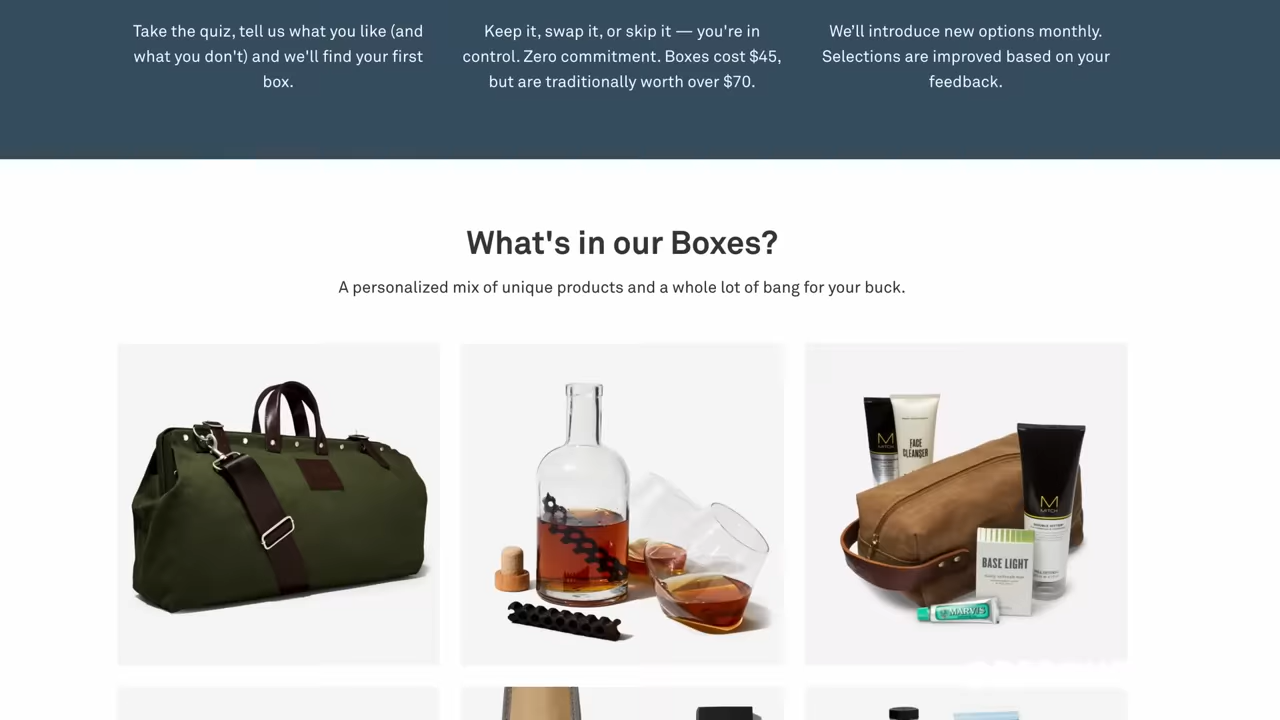 Take the quiz, tell us what you like (and
what you don't) and we'll find your first
box.
Keep it, swap it, or skip it — you're in
control. Zero commitment. Boxes cost $45,
but are traditionally worth over $70.
We'll introduce new options monthly.
Selections are improved based on your
feedback.
What's in our Boxes?
A personalized mix of unique products and a whole lot of bang for your buck.
M
MITCH
FACE
CLEANSER
M
MITCH
BASE LIGHT
MARVIS